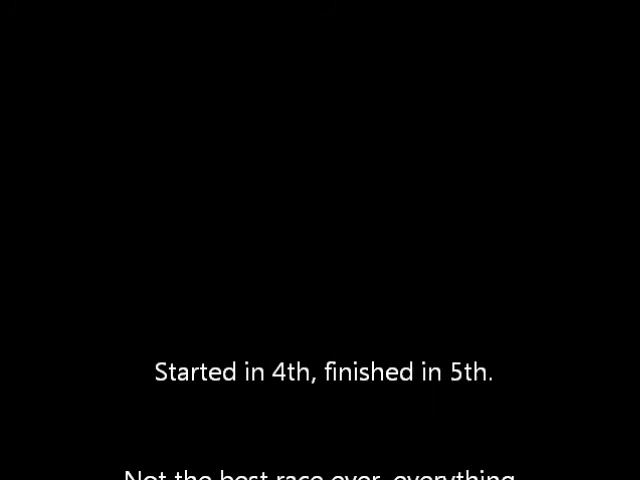 Started in 4th, finished in 5th.
Not the best race ever, everything